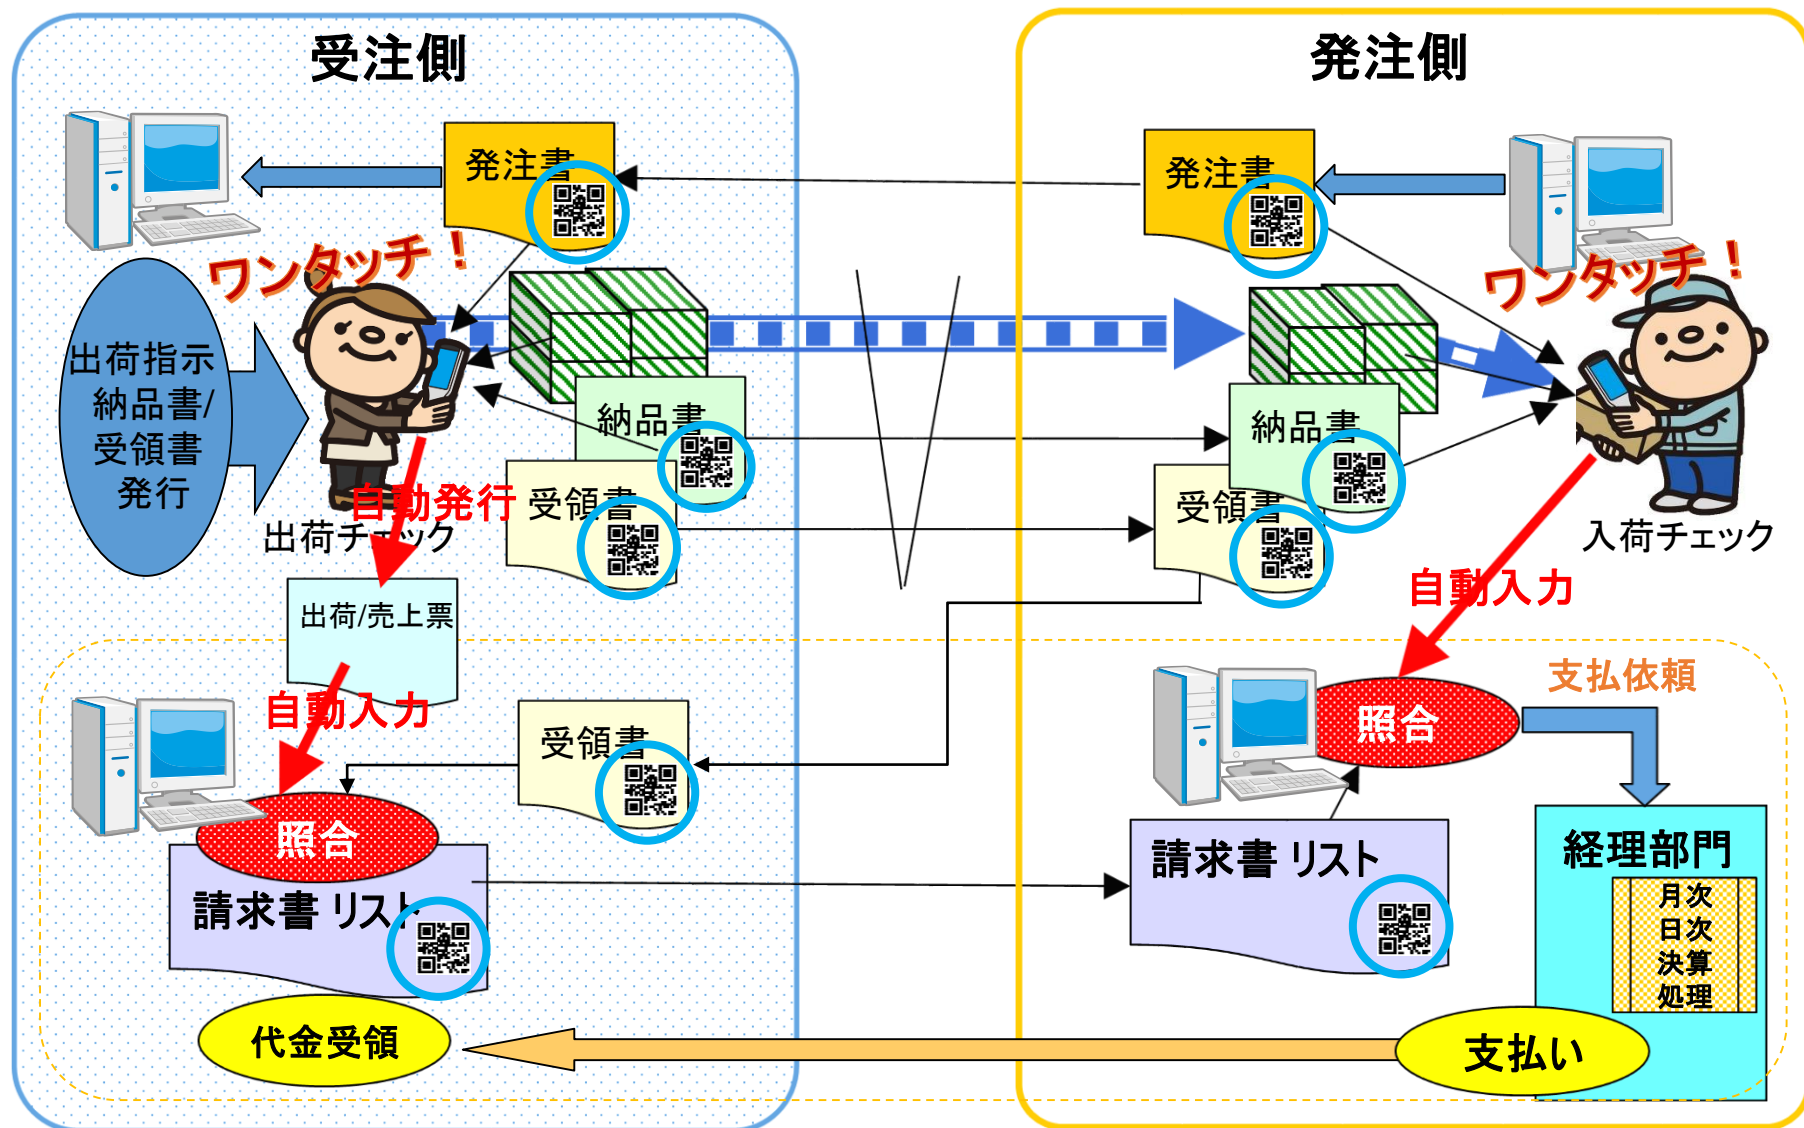 受注側
発注側
発注書
発注書
ワンタッチ！
ワンタッチ！
出荷指示
納品書/
受領書
発行
納品書
納品書
受領書
受領書
自動発行
出荷チェック
入荷チェック
自動入力
出荷/売上票
支払依頼
自動入力
受領書
照合
照合
請求書 リスト
請求書 リスト
経理部門
月次
日次
決算
処理
代金受領
支払い